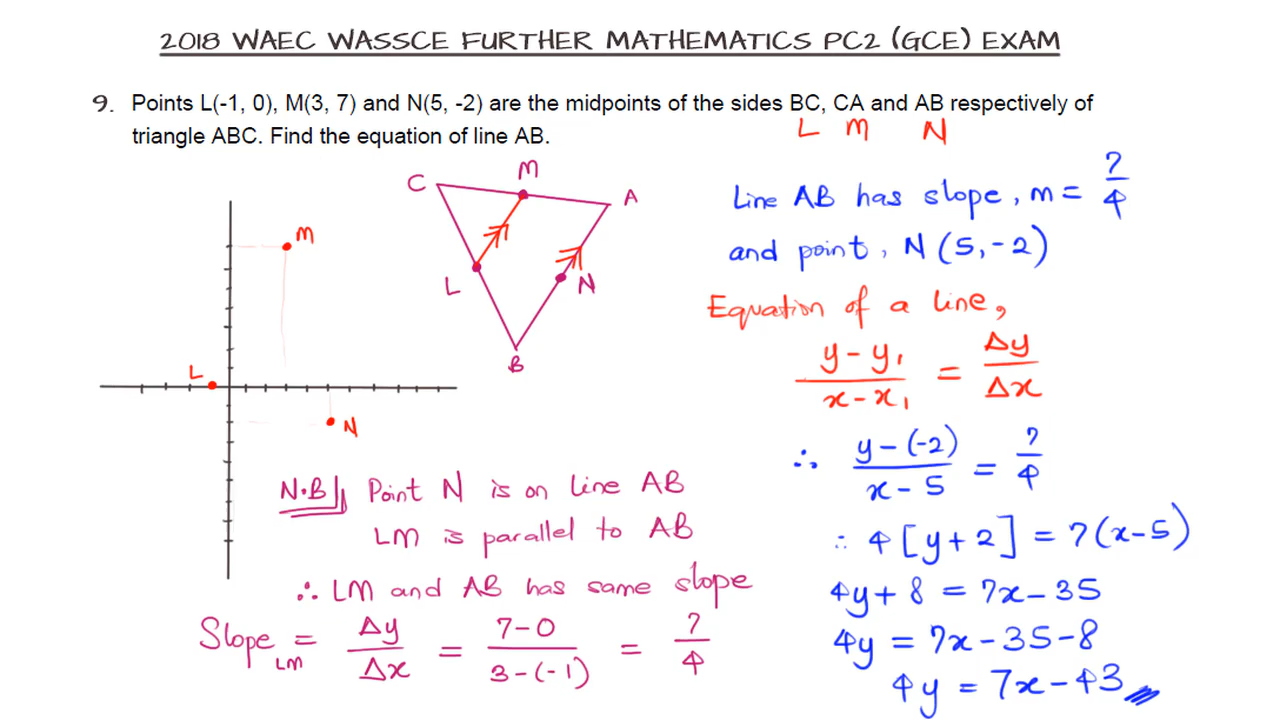 2018 WAEC WASSCE FURTHER MATHEMATICS PC2 (GCE) EXAM
9. Points L(-1, 0), M(3, 7) and N(5, -2) are the midpoints of the sides BC, CA and AB respectively of
triangle ABC. Find the equation of line AB.
L M N
C M A
L N
B
M
L
N
N.B Point N is on line AB
LM is parallel to AB
∴ LM and AB has same slope
Slope LM = Δy/Δx = 7-0/3-(-1) = 7/4
Line AB has slope, m = 7/4
and point, N(5,-2)
Equation of a line,
y-y₁/x-x₁ = Δy/Δx
∴ y-(-2)/x-5 = 7/4
∴ 4[y+2] = 7(x-5)
4y+8 = 7x-35
4y = 7x-35-8
4y = 7x-43